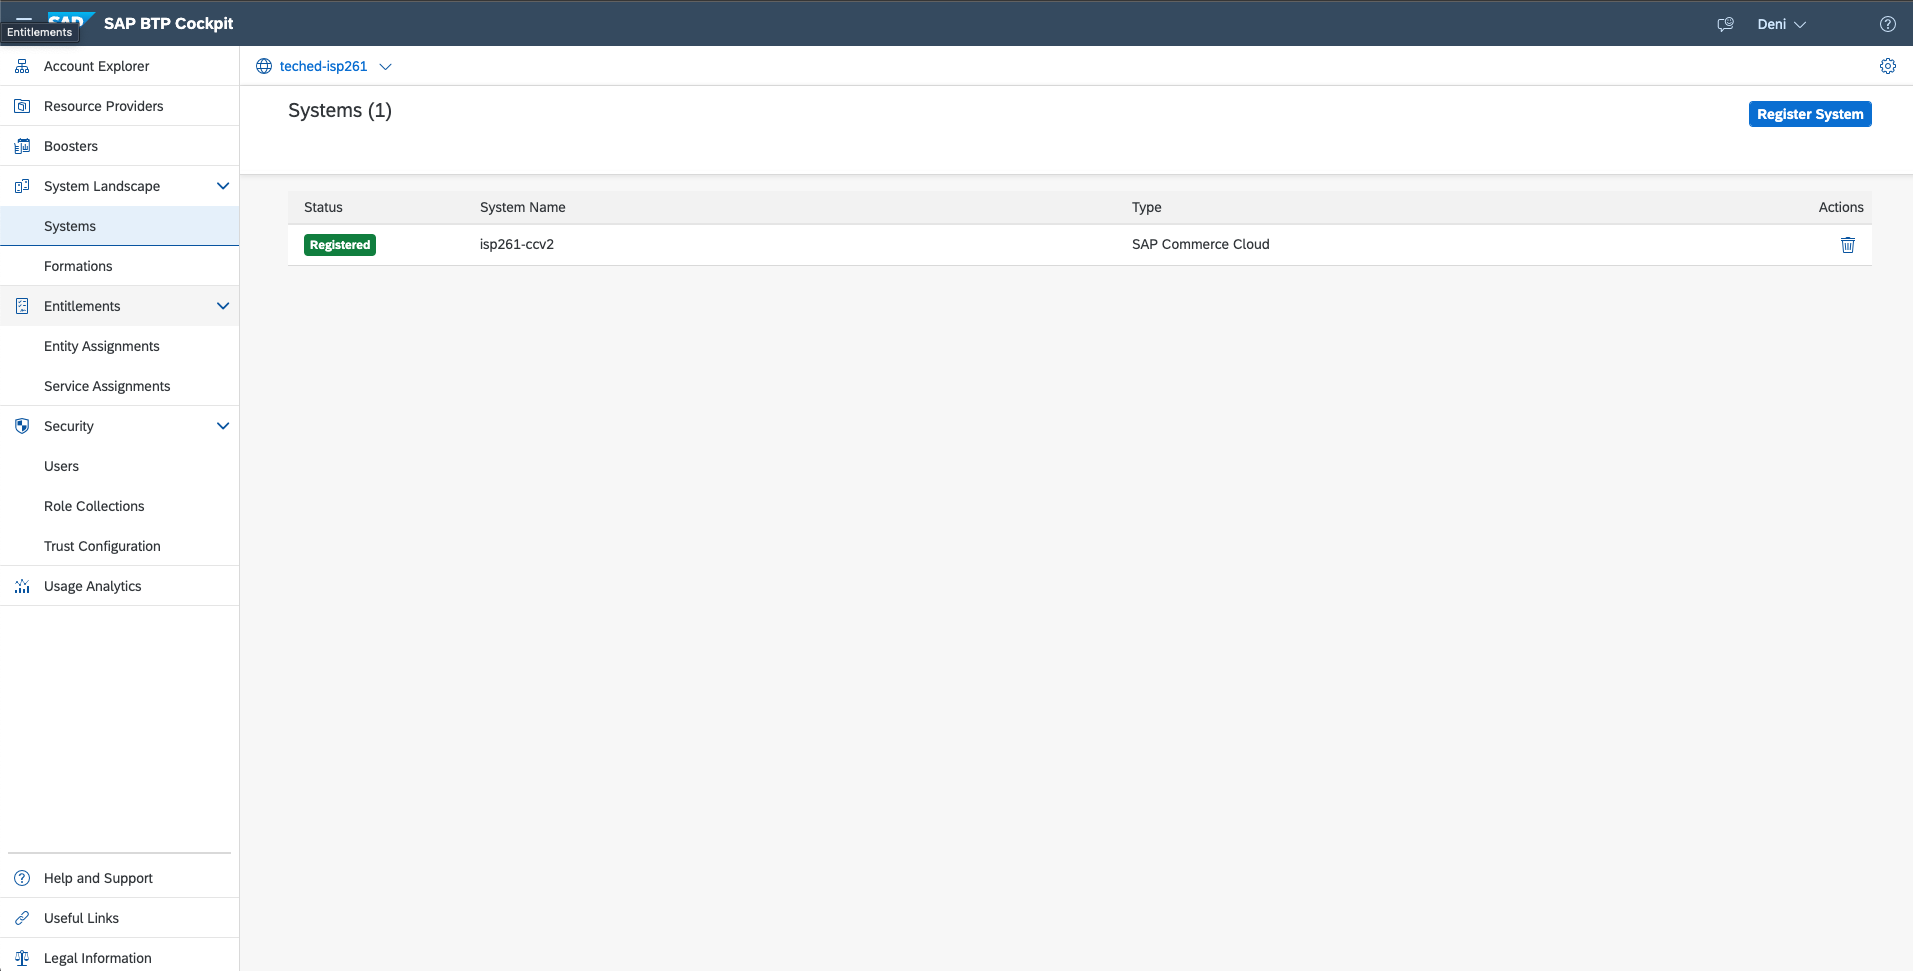 SAP
SAP BTP Cockpit
Deni
Entitlements
Account Explorer
Resource Providers
Boosters
System Landscape
Systems
Formations
Entitlements
Entity Assignments
Service Assignments
Security
Users
Role Collections
Trust Configuration
Usage Analytics
Help and Support
Useful Links
Legal Information
teched-isp261
Systems (1)
Register System
Status System Name Type Actions
Registered isp261-ccv2 SAP Commerce Cloud